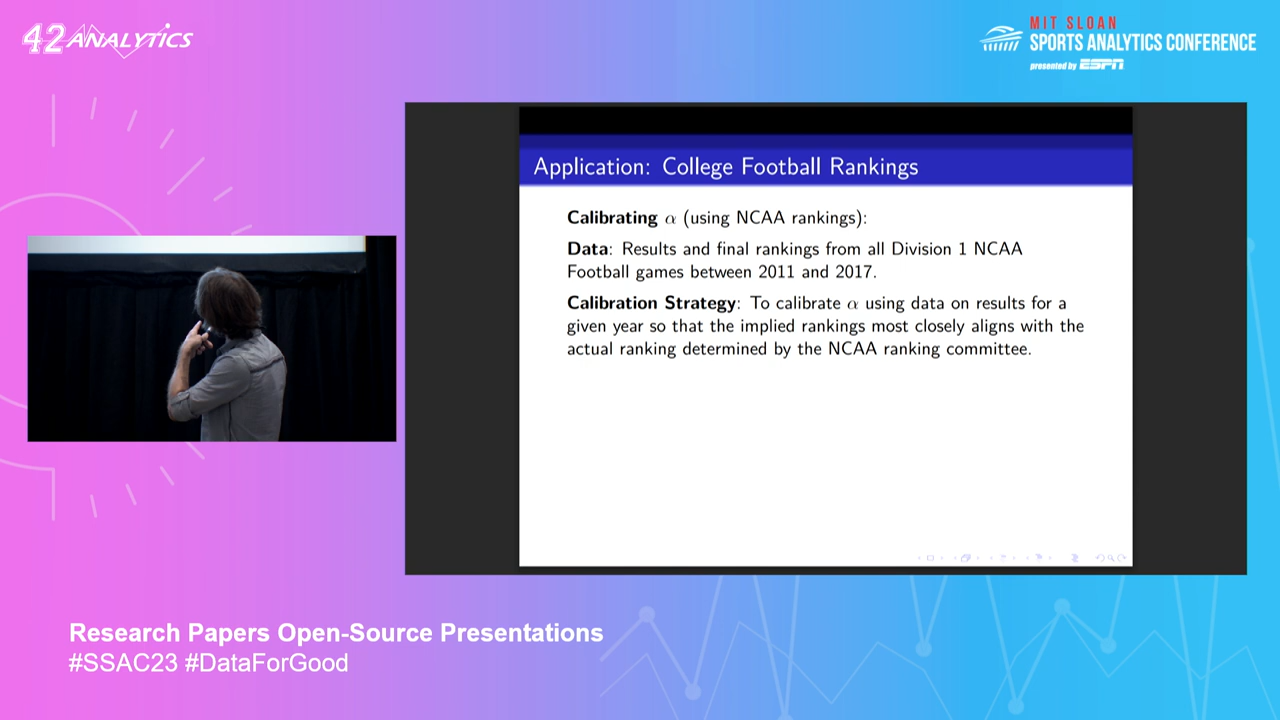 42 ANALYTICS
MIT SLOAN
SPORTS ANALYTICS CONFERENCE
presented by ESPN
Application: College Football Rankings
Calibrating α (using NCAA rankings):
Data: Results and final rankings from all Division 1 NCAA
Football games between 2011 and 2017.
Calibration Strategy: To calibrate α using data on results for a
given year so that the implied rankings most closely aligns with the
actual ranking determined by the NCAA ranking committee.
Research Papers Open-Source Presentations
#SSAC23 #DataForGood